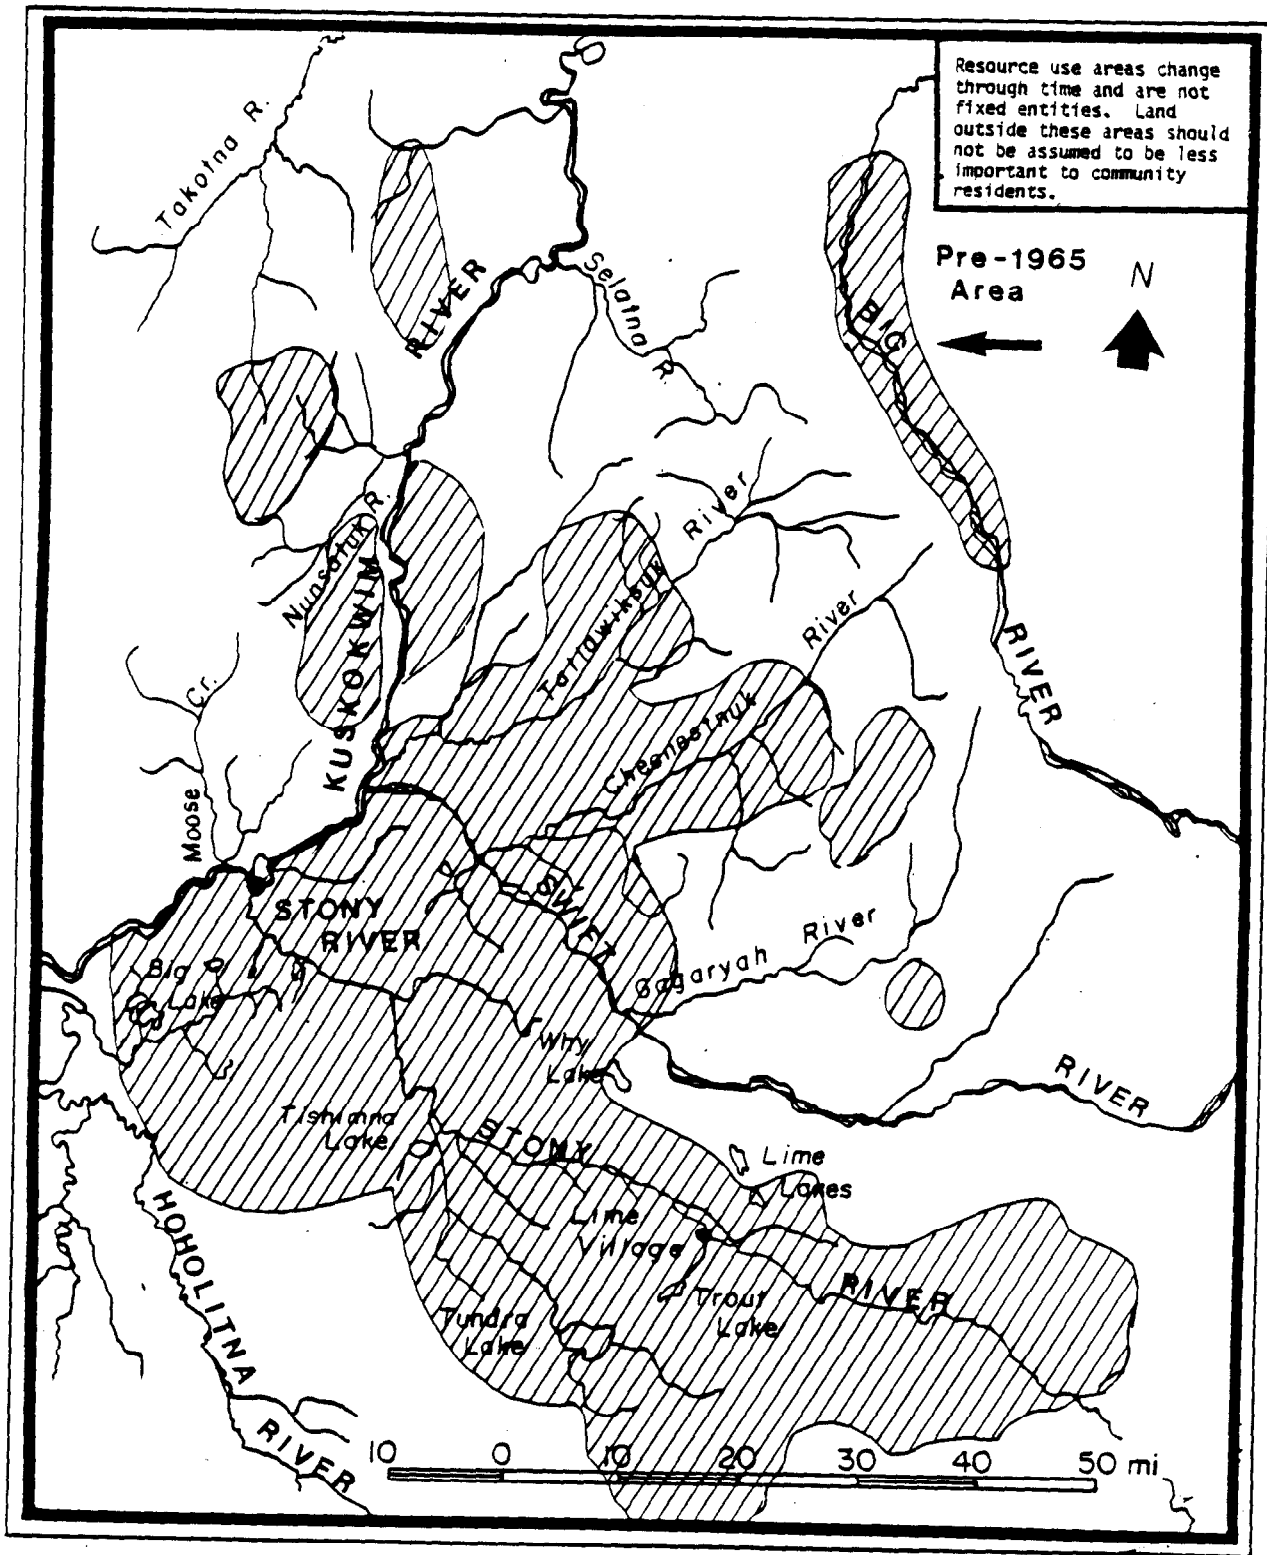 Resource use areas change
through time and are not
fixed entities. Land
outside these areas should
not be assumed to be less
important to community
residents.
Takotna R.
Pre-1965
Area
N
RIVER
Selatna R.
BIG
RIVER
River
Nunsatuk R.
KUSKOKWIM
Tatlawiksuk
River
Cheeneetnuk
Cr.
Moose
STONY
RIVER
SWIFT
Gagaryah River
Big
Lake
Why
Lake
RIVER
Tishimna
Lake
STONY
Lime
Lakes
Lime
Village
HOHOLITNA
RIVER
RIVER
Trout
Lake
Tundra
Lake
10 0 10 20 30 40 50 mi